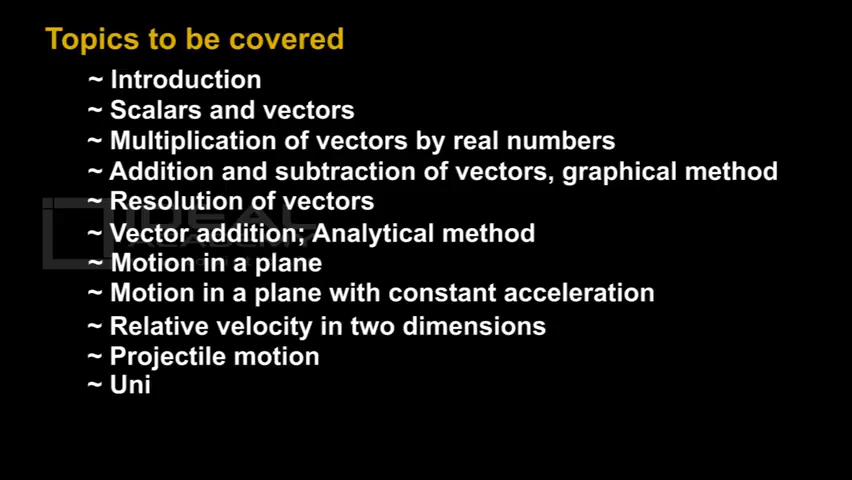 Topics to be covered
~ Introduction
~ Scalars and vectors
~ Multiplication of vectors by real numbers
~ Addition and subtraction of vectors, graphical method
~ Resolution of vectors
IDEAL
~ Vector addition; Analytical method
ACADEMY
~ Motion in a plane
~ Motion in a plane with constant acceleration
~ Relative velocity in two dimensions
~ Projectile motion
~ Uni